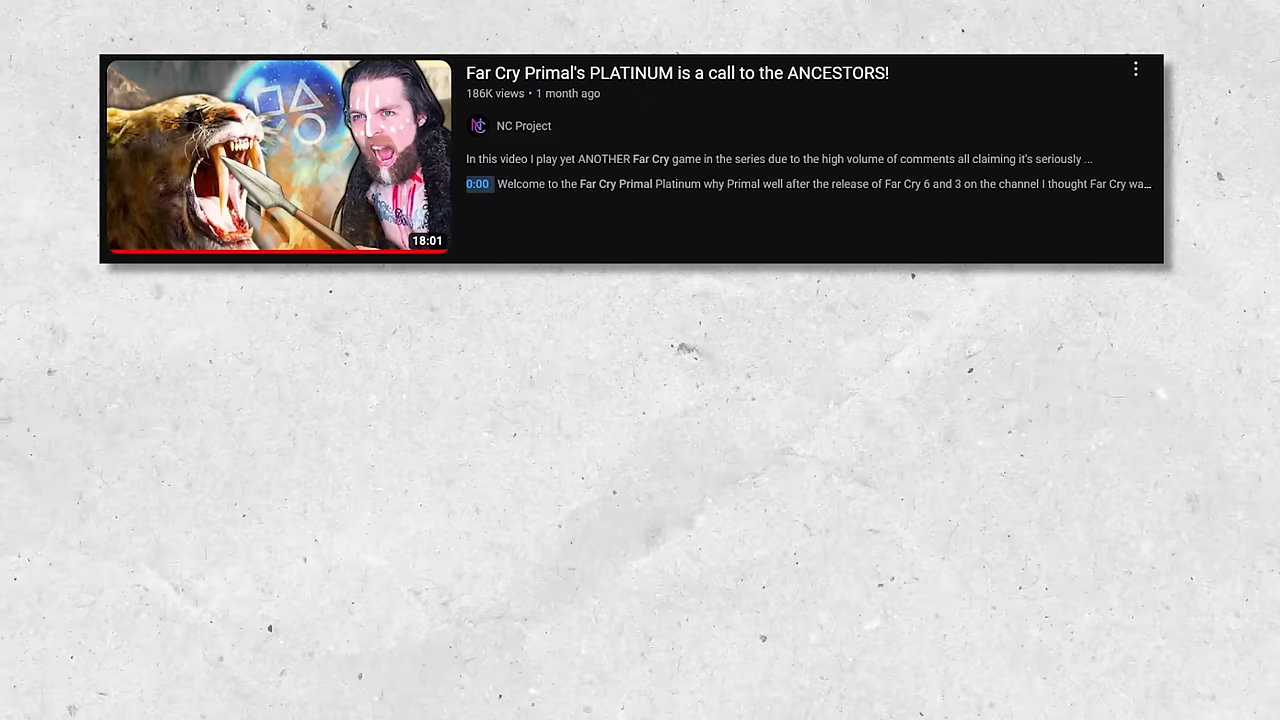 Far Cry Primal's PLATINUM is a call to the ANCESTORS!
186K views • 1 month ago
NC Project
In this video I play yet ANOTHER Far Cry game in the series due to the high volume of comments all claiming it's seriously ...
0:00 Welcome to the Far Cry Primal Platinum why Primal well after the release of Far Cry 6 and 3 on the channel I thought Far Cry wa...
18:01